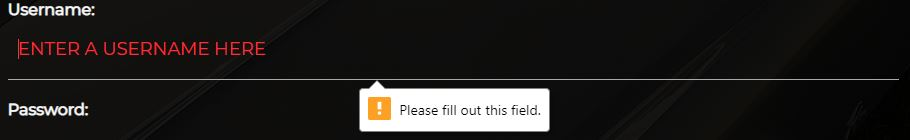 Username:
ENTER A USERNAME HERE
Password:
Please fill out this field.